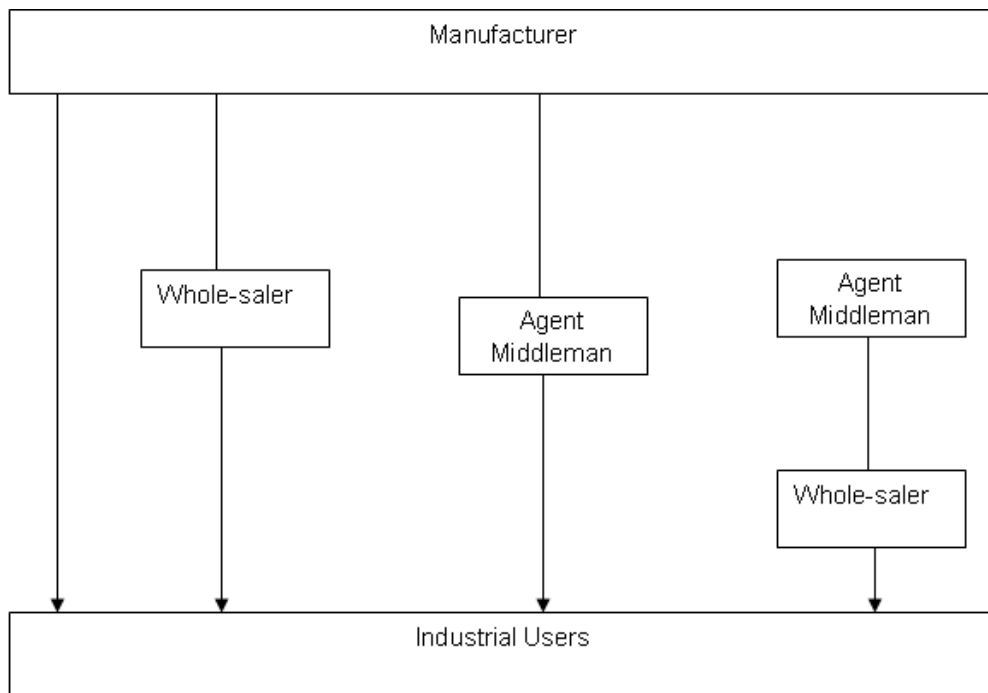 Manufacturer
Whole-saler
Agent
Middleman
Agent
Middleman
Whole-saler
Industrial Users